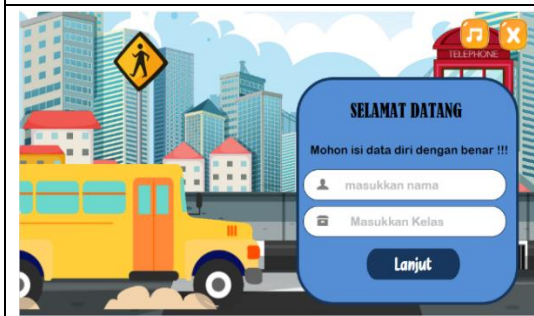 TELEPHONE
SELAMAT DATANG
Mohon isi data diri dengan benar !!!
masukkan nama
Masukkan Kelas
Lanjut